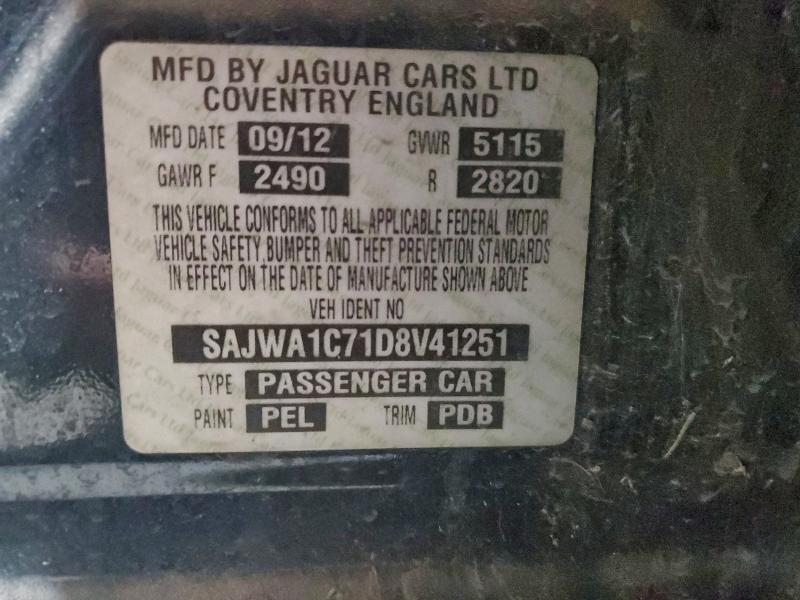 MFD BY JAGUAR CARS LTD
COVENTRY ENGLAND
MFD DATE 09/12 GVWR 5115
GAWR F 2490 R 2820
THIS VEHICLE CONFORMS TO ALL APPLICABLE FEDERAL MOTOR
VEHICLE SAFETY, BUMPER AND THEFT PREVENTION STANDARDS
IN EFFECT ON THE DATE OF MANUFACTURE SHOWN ABOVE
VEH IDENT NO
SAJWA1C71D8V41251
TYPE PASSENGER CAR
PAINT PEL TRIM PDB